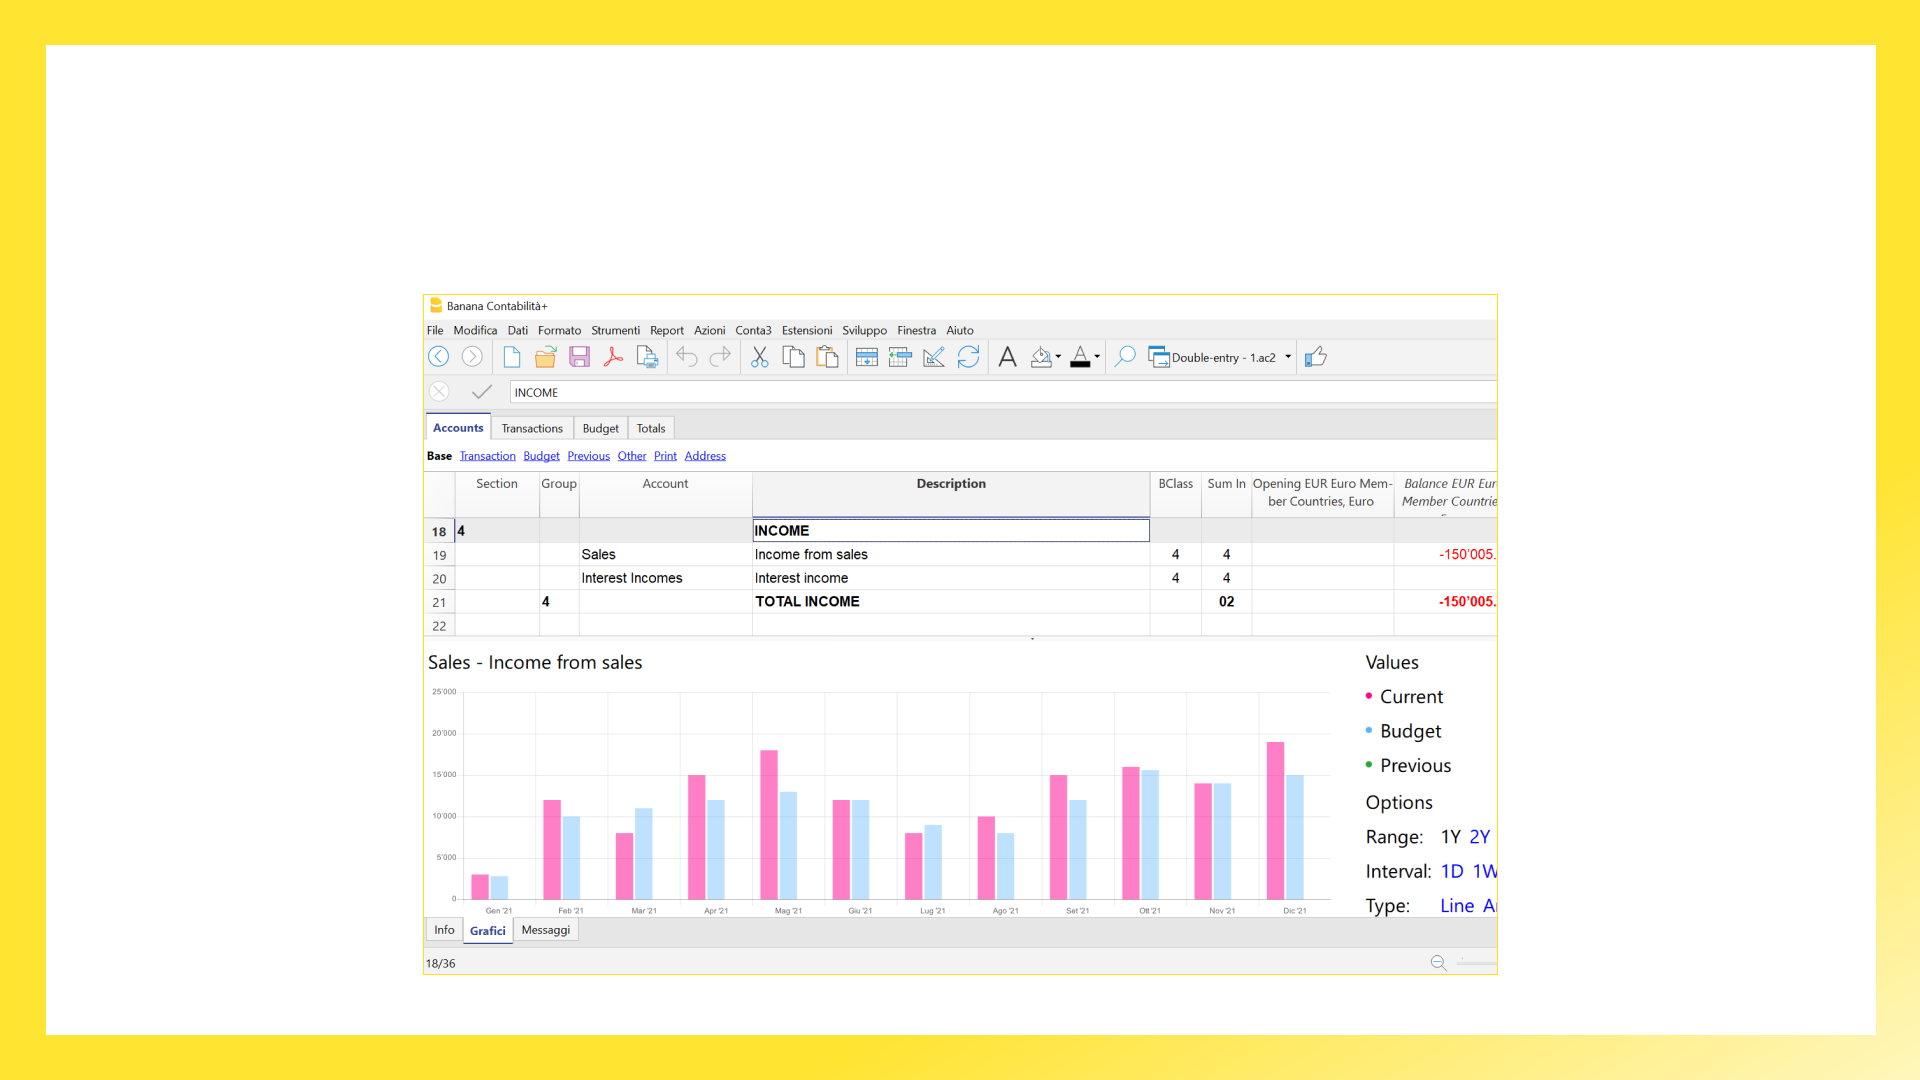 Banana Contabilità+
File Modifica Dati Formato Strumenti Report Azioni Conta3 Estensioni Sviluppo Finestra Aiuto
Double-entry - 1.ac2
INCOME
Accounts Transactions Budget Totals
Base Transaction Budget Previous Other Print Address
Section Group Account Description BClass Sum In Opening EUR Euro Mem- Balance EUR Eur
ber Countries, Euro Member Countrie
18 4 INCOME
19 Sales Income from sales 4 4 -150'005.
20 Interest Incomes Interest income 4 4
21 4 TOTAL INCOME 02 -150'005.
22
Sales - Income from sales
25'000
20'000
15'000
10'000
5'000
0
Gen '21 Feb '21 Mar '21 Apr '21 Mag '21 Giu '21 Lug '21 Ago '21 Set '21 Ott '21 Nov '21 Dic '21
Values
Current
Budget
Previous
Options
Range: 1Y 2Y
Interval: 1D 1W
Type: Line
Info Grafici Messaggi
18/36